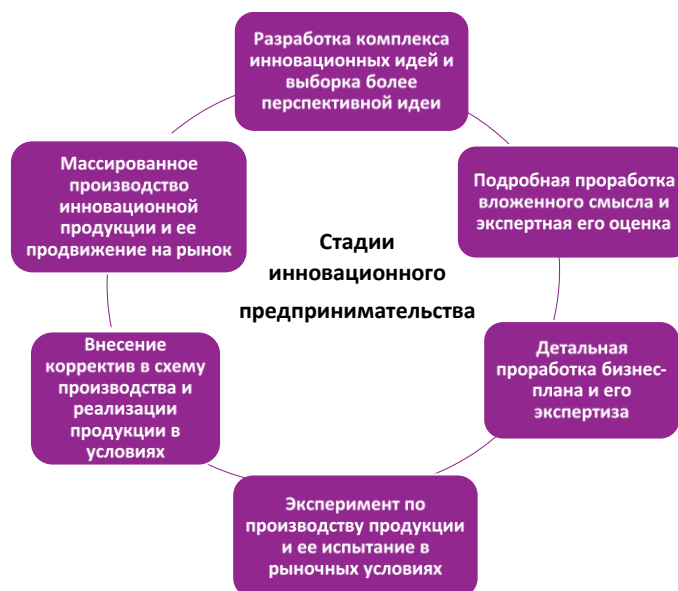 Разработка комплекса
инновационных идей и
выборка более
перспективной идеи
Подробная проработка
вложенного смысла и
экспертная его оценка
Детальная
проработка бизнес-
плана и его
экспертиза
Эксперимент по
производству продукции
и ее испытание в
рыночных условиях
Внесение
корректив в схему
производства и
реализации
продукции в
условиях
Массированное
производство
инновационной
продукции и ее
продвижение на рынок
Стадии
инновационного
предпринимательства